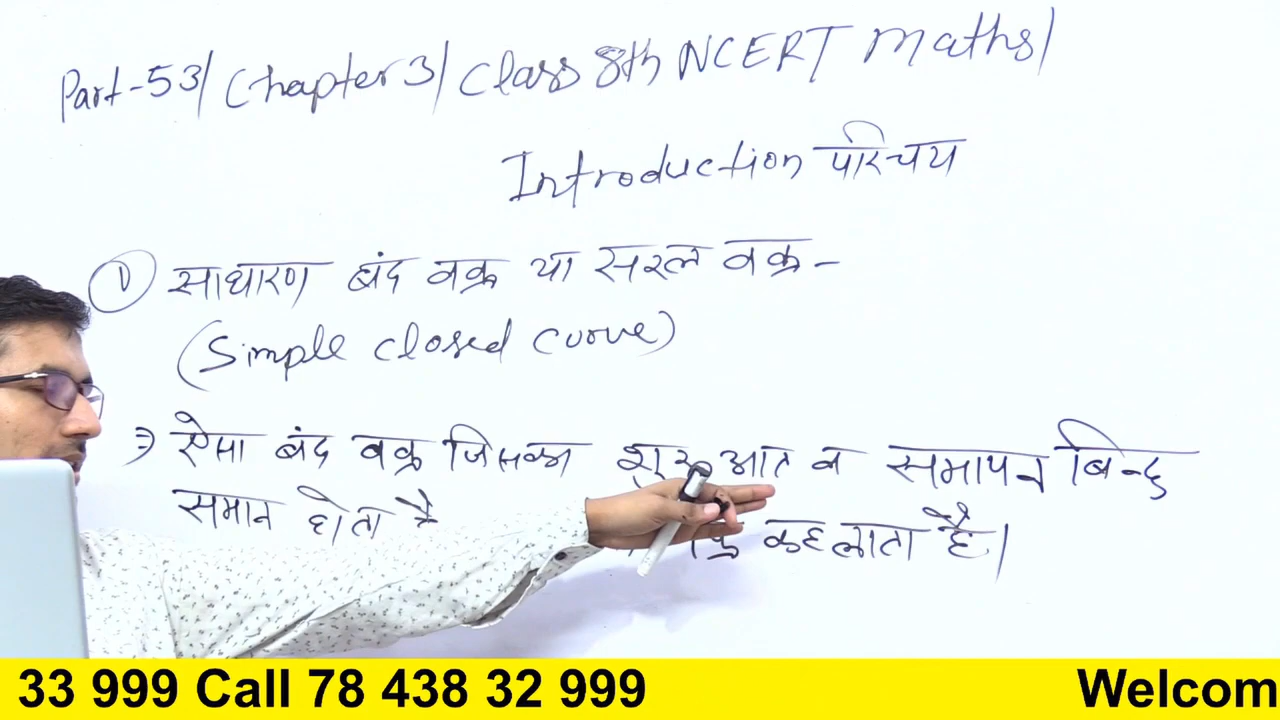 Part-53/ Chapter 3/ Class 8th NCERT Maths/
Introduction परिचय
1) साधारण बंद वक्र या सरल वक्र -
(Simple closed curve)
⇒ ऐसा बंद वक्र जिसका शुरुआत व समापन बिन्दु
समान होता है कहलाता है।
33 999 Call 78 438 32 999 Welcom